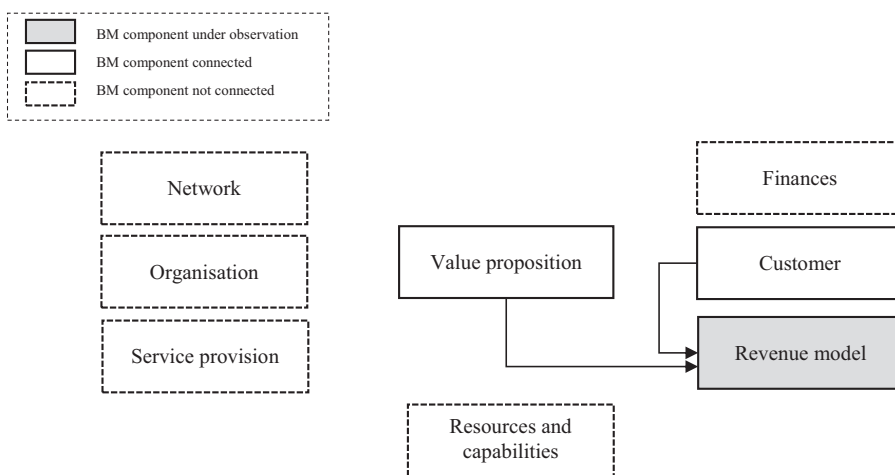 BM component under observation
BM component connected
BM component not connected
Network
Finances
Organisation
Value proposition
Customer
Service provision
Revenue model
Resources and
capabilities